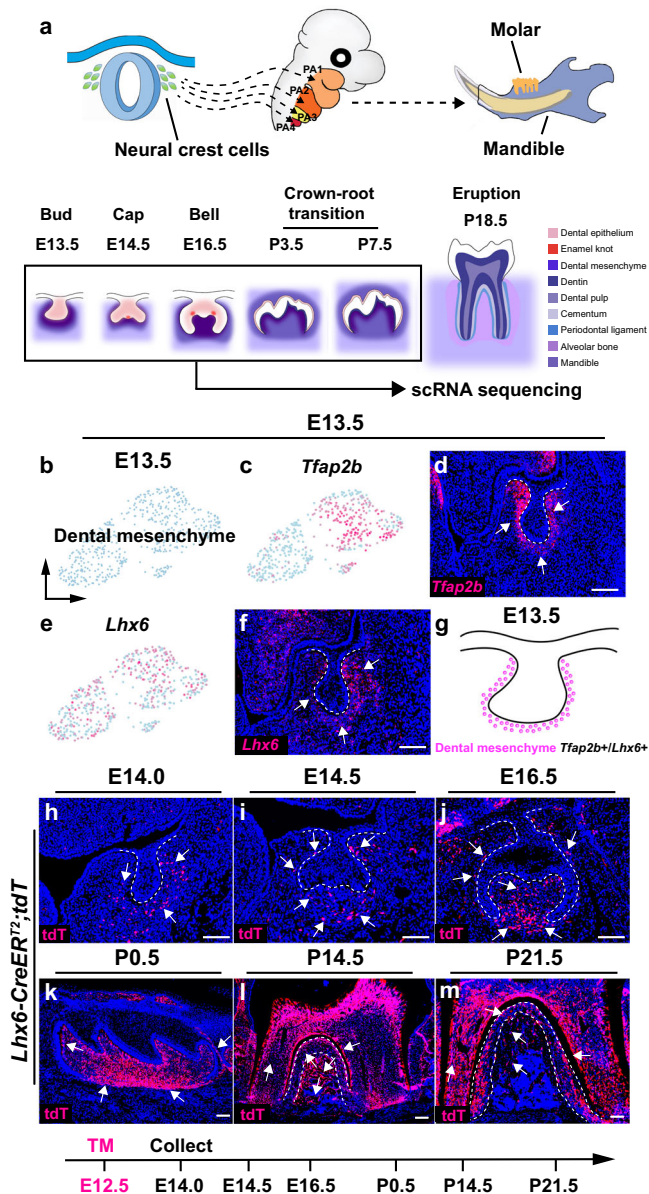 a
PA1
PA2
PA3
PA4
Neural crest cells
Molar
Mandible
Bud
Cap
Bell
Crown-root
transition
Eruption
E13.5
E14.5
E16.5
P3.5
P7.5
P18.5
Dental epithelium
Enamel knot
Dental mesenchyme
Dentin
Dental pulp
Cementum
Periodontal ligament
Alveolar bone
Mandible
scRNA sequencing
E13.5
b
E13.5
Dental mesenchyme
c
Tfap2b
d
Tfap2b
e
Lhx6
f
Lhx6
g
E13.5
Dental mesenchyme Tfap2b+/Lhx6+
Lhx6-CreERT2;tdT
E14.0
E14.5
E16.5
h
tdT
i
tdT
j
tdT
P0.5
P14.5
P21.5
k
tdT
l
tdT
m
tdT
TM
Collect
E12.5 E14.0 E14.5 E16.5 P0.5 P14.5 P21.5